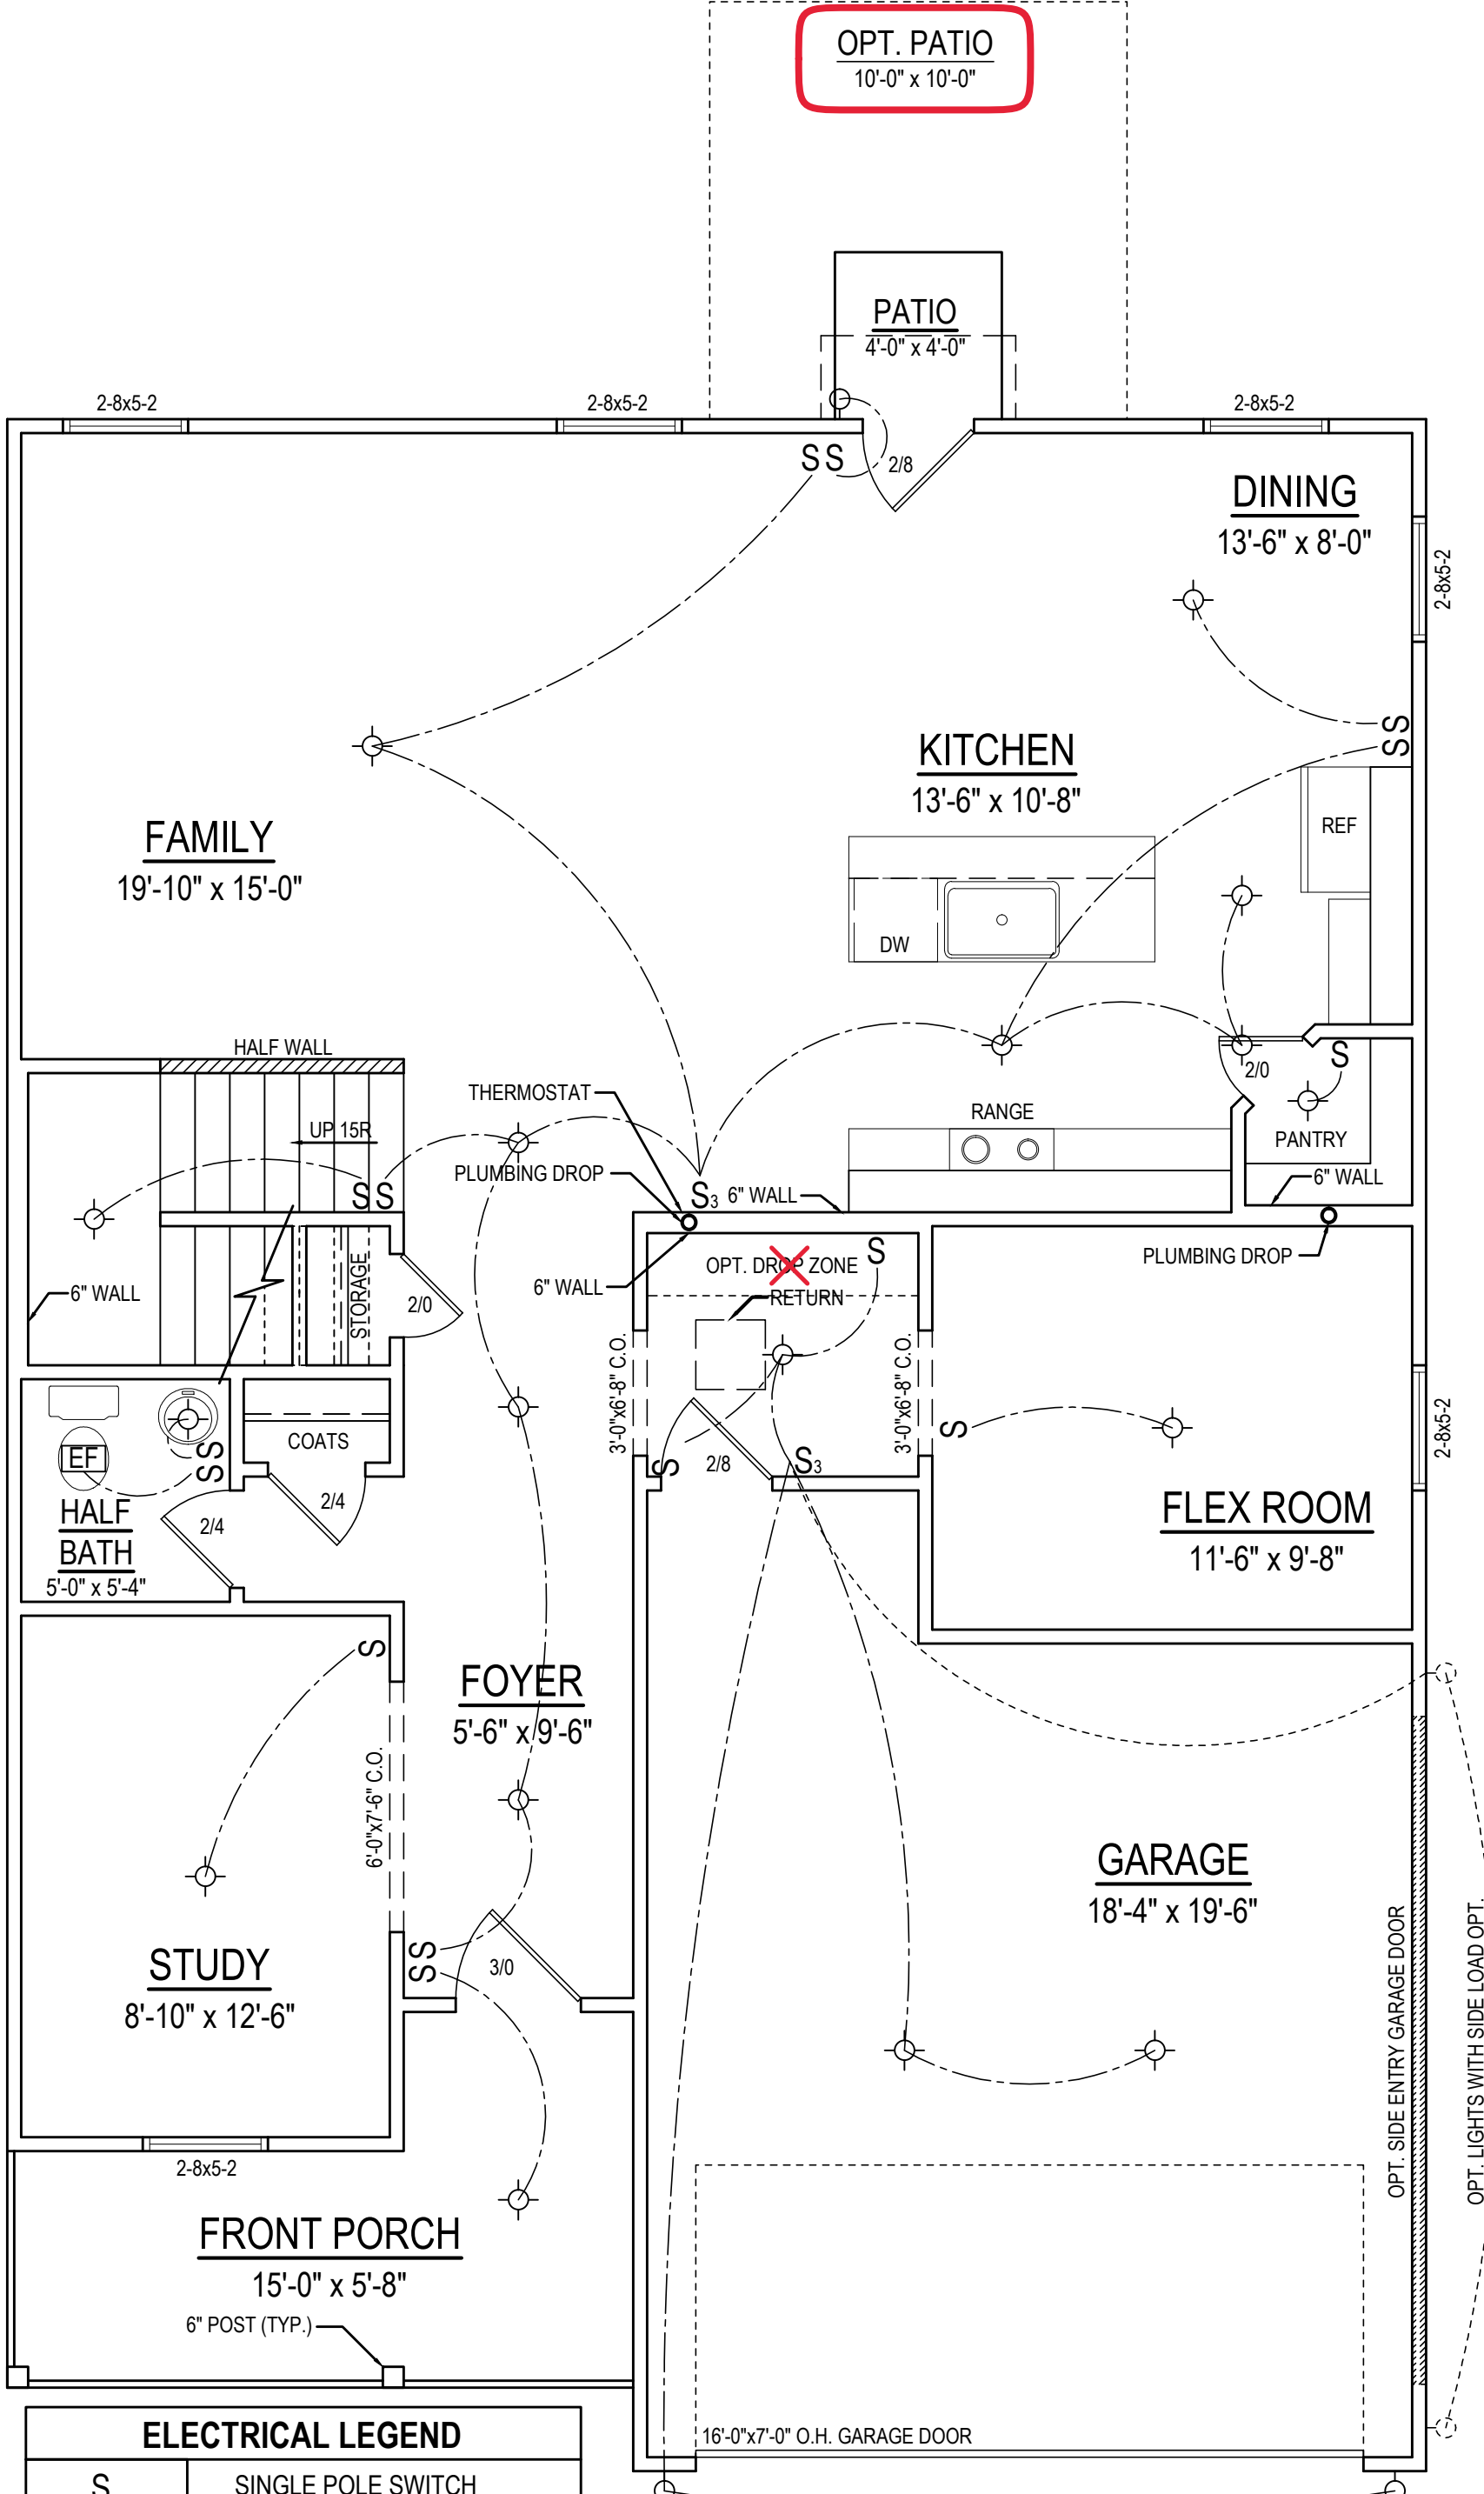 OPT. PATIO
10'-0" x 10'-0"
PATIO
4'-0" x 4'-0"
2-8x5-2
2-8x5-2
2-8x5-2
S S
2/8
DINING
13'-6" x 8'-0"
2-8x5-2
S
S
KITCHEN
13'-6" x 10'-8"
REF
FAMILY
19'-10" x 15'-0"
DW
HALF WALL
THERMOSTAT
2/0
S
RANGE
UP 15R
PANTRY
PLUMBING DROP
6" WALL
S S
S3
6" WALL
PLUMBING DROP
OPT. DROP ZONE
S
6" WALL
6" WALL
RETURN
STORAGE
2/0
3'-0"x6'-8" C.O.
3'-0"x6'-8" C.O.
COATS
S
S
EF
2/8
S
S3
S
2-8x5-2
2/4
2/4
HALF
BATH
5'-0" x 5'-4"
FLEX ROOM
11'-6" x 9'-8"
S
FOYER
5'-6" x 9'-6"
6'-0"x7'-6" C.O.
GARAGE
18'-4" x 19'-6"
S
S
3/0
STUDY
8'-10" x 12'-6"
OPT. SIDE ENTRY GARAGE DOOR
OPT. LIGHTS WITH SIDE LOAD OPT.
2-8x5-2
FRONT PORCH
15'-0" x 5'-8"
6" POST (TYP.)
16'-0"x7'-0" O.H. GARAGE DOOR
ELECTRICAL LEGEND
S SINGLE POLE SWITCH